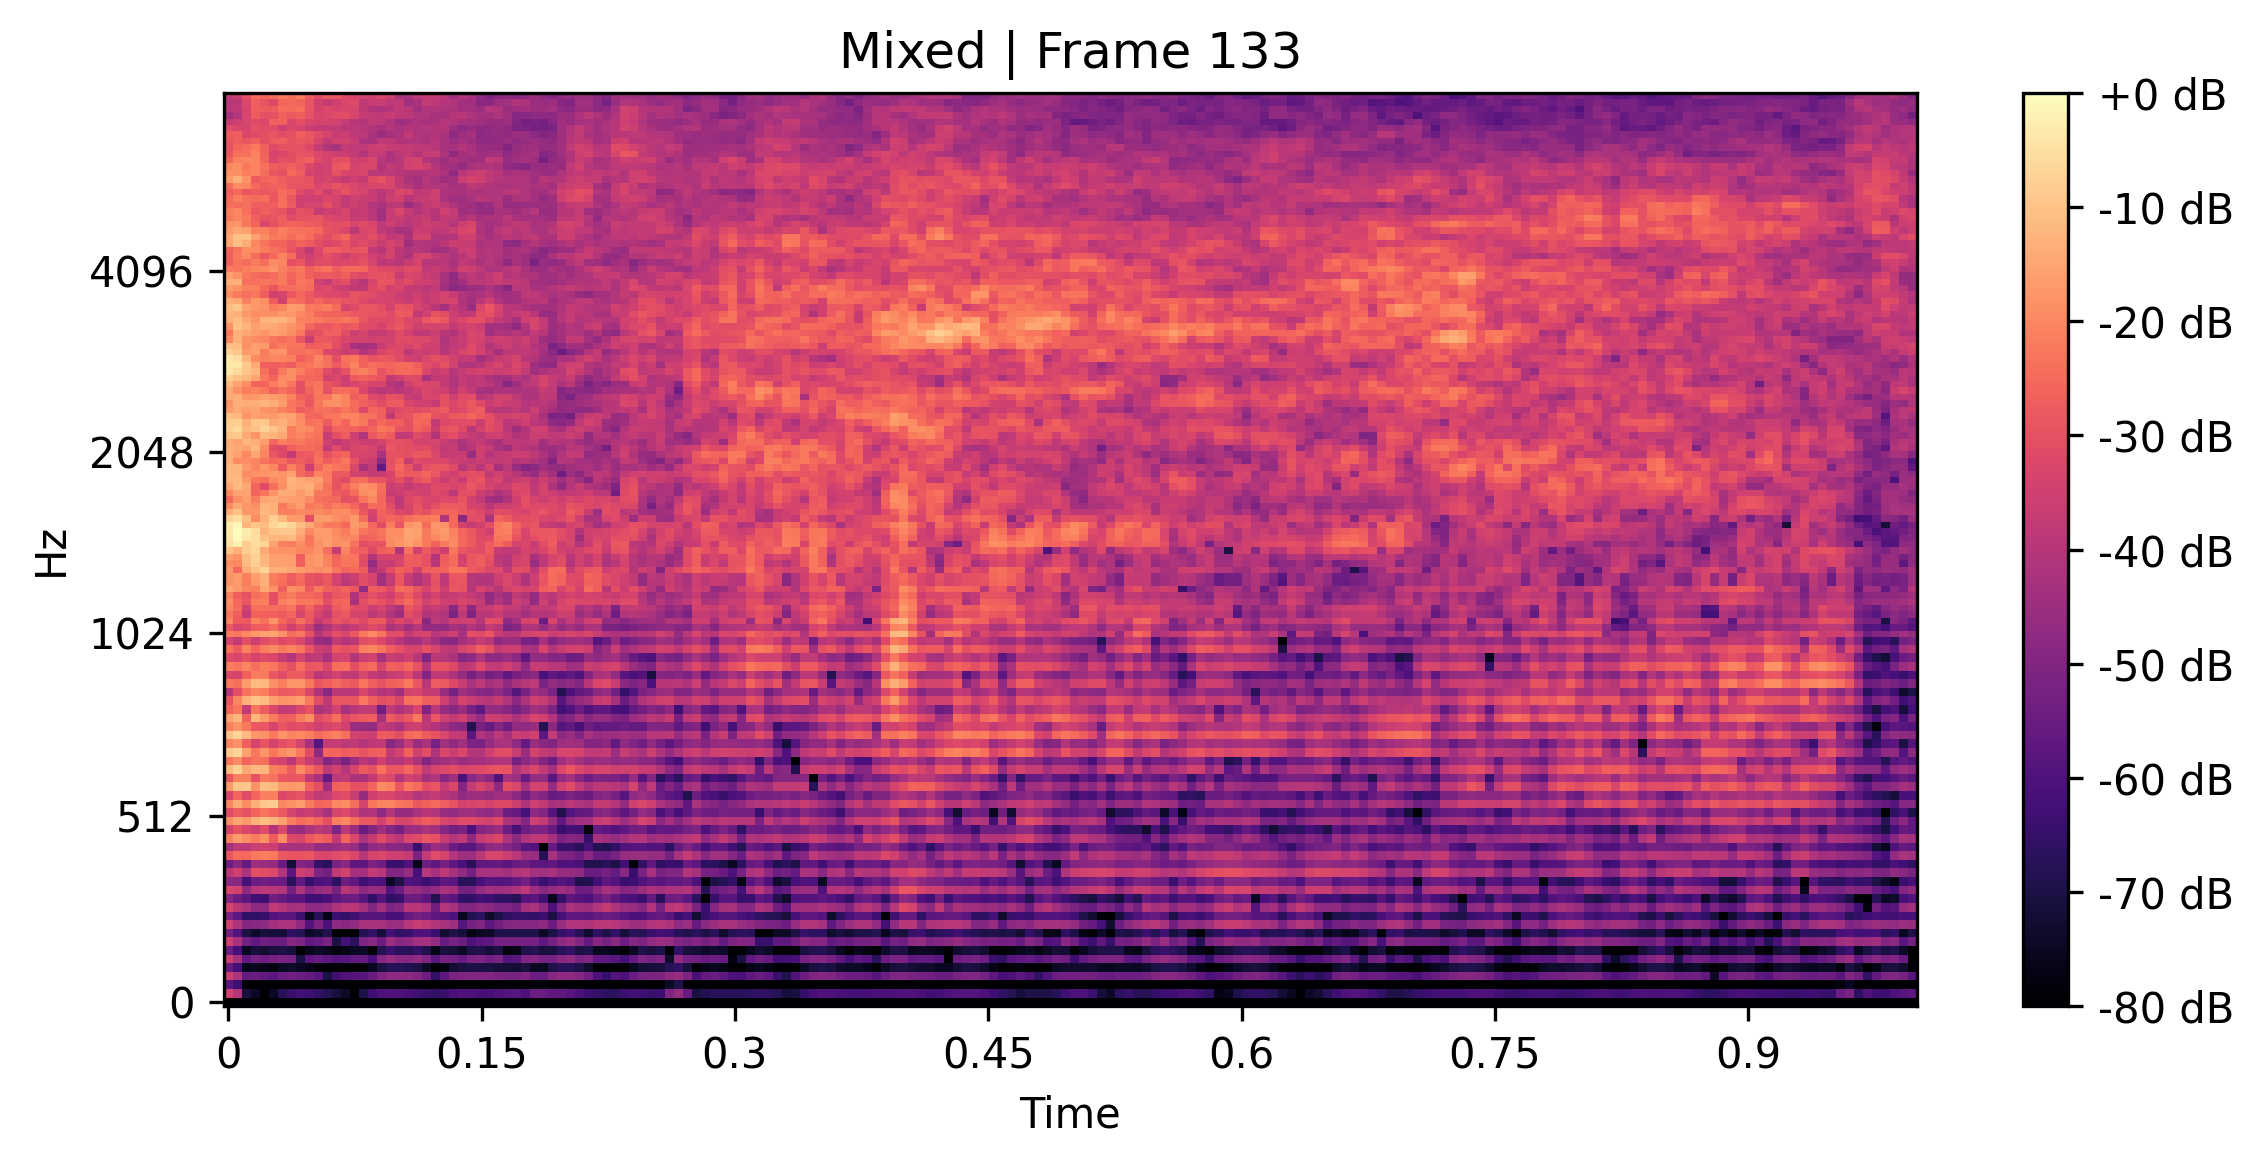 Mixed | Frame 133
+0 dB
-10 dB
-20 dB
-30 dB
-40 dB
-50 dB
-60 dB
-70 dB
-80 dB
Hz
4096
2048
1024
512
0
0 0.15 0.3 0.45 0.6 0.75 0.9
Time